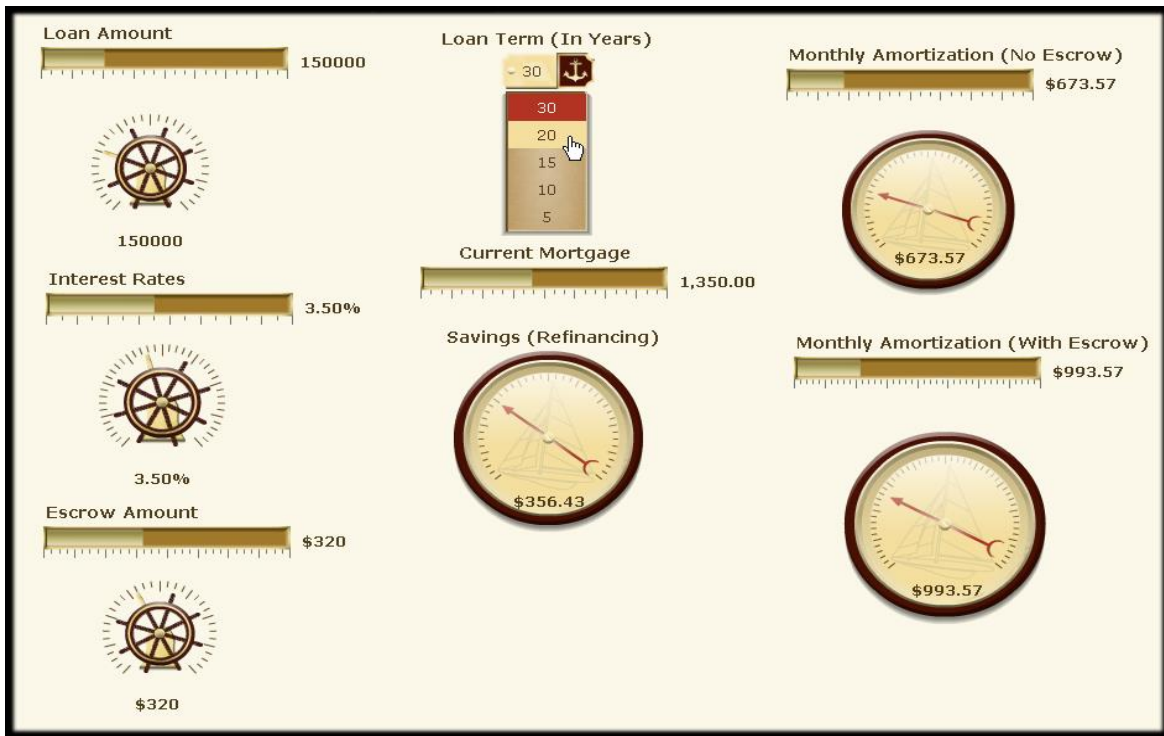 Loan Amount
150000
150000
Interest Rates
3.50%
3.50%
Escrow Amount
$320
$320
Loan Term (In Years)
30
30
20
15
10
5
Current Mortgage
1,350.00
Savings (Refinancing)
$356.43
Monthly Amortization (No Escrow)
$673.57
$673.57
Monthly Amortization (With Escrow)
$993.57
$993.57